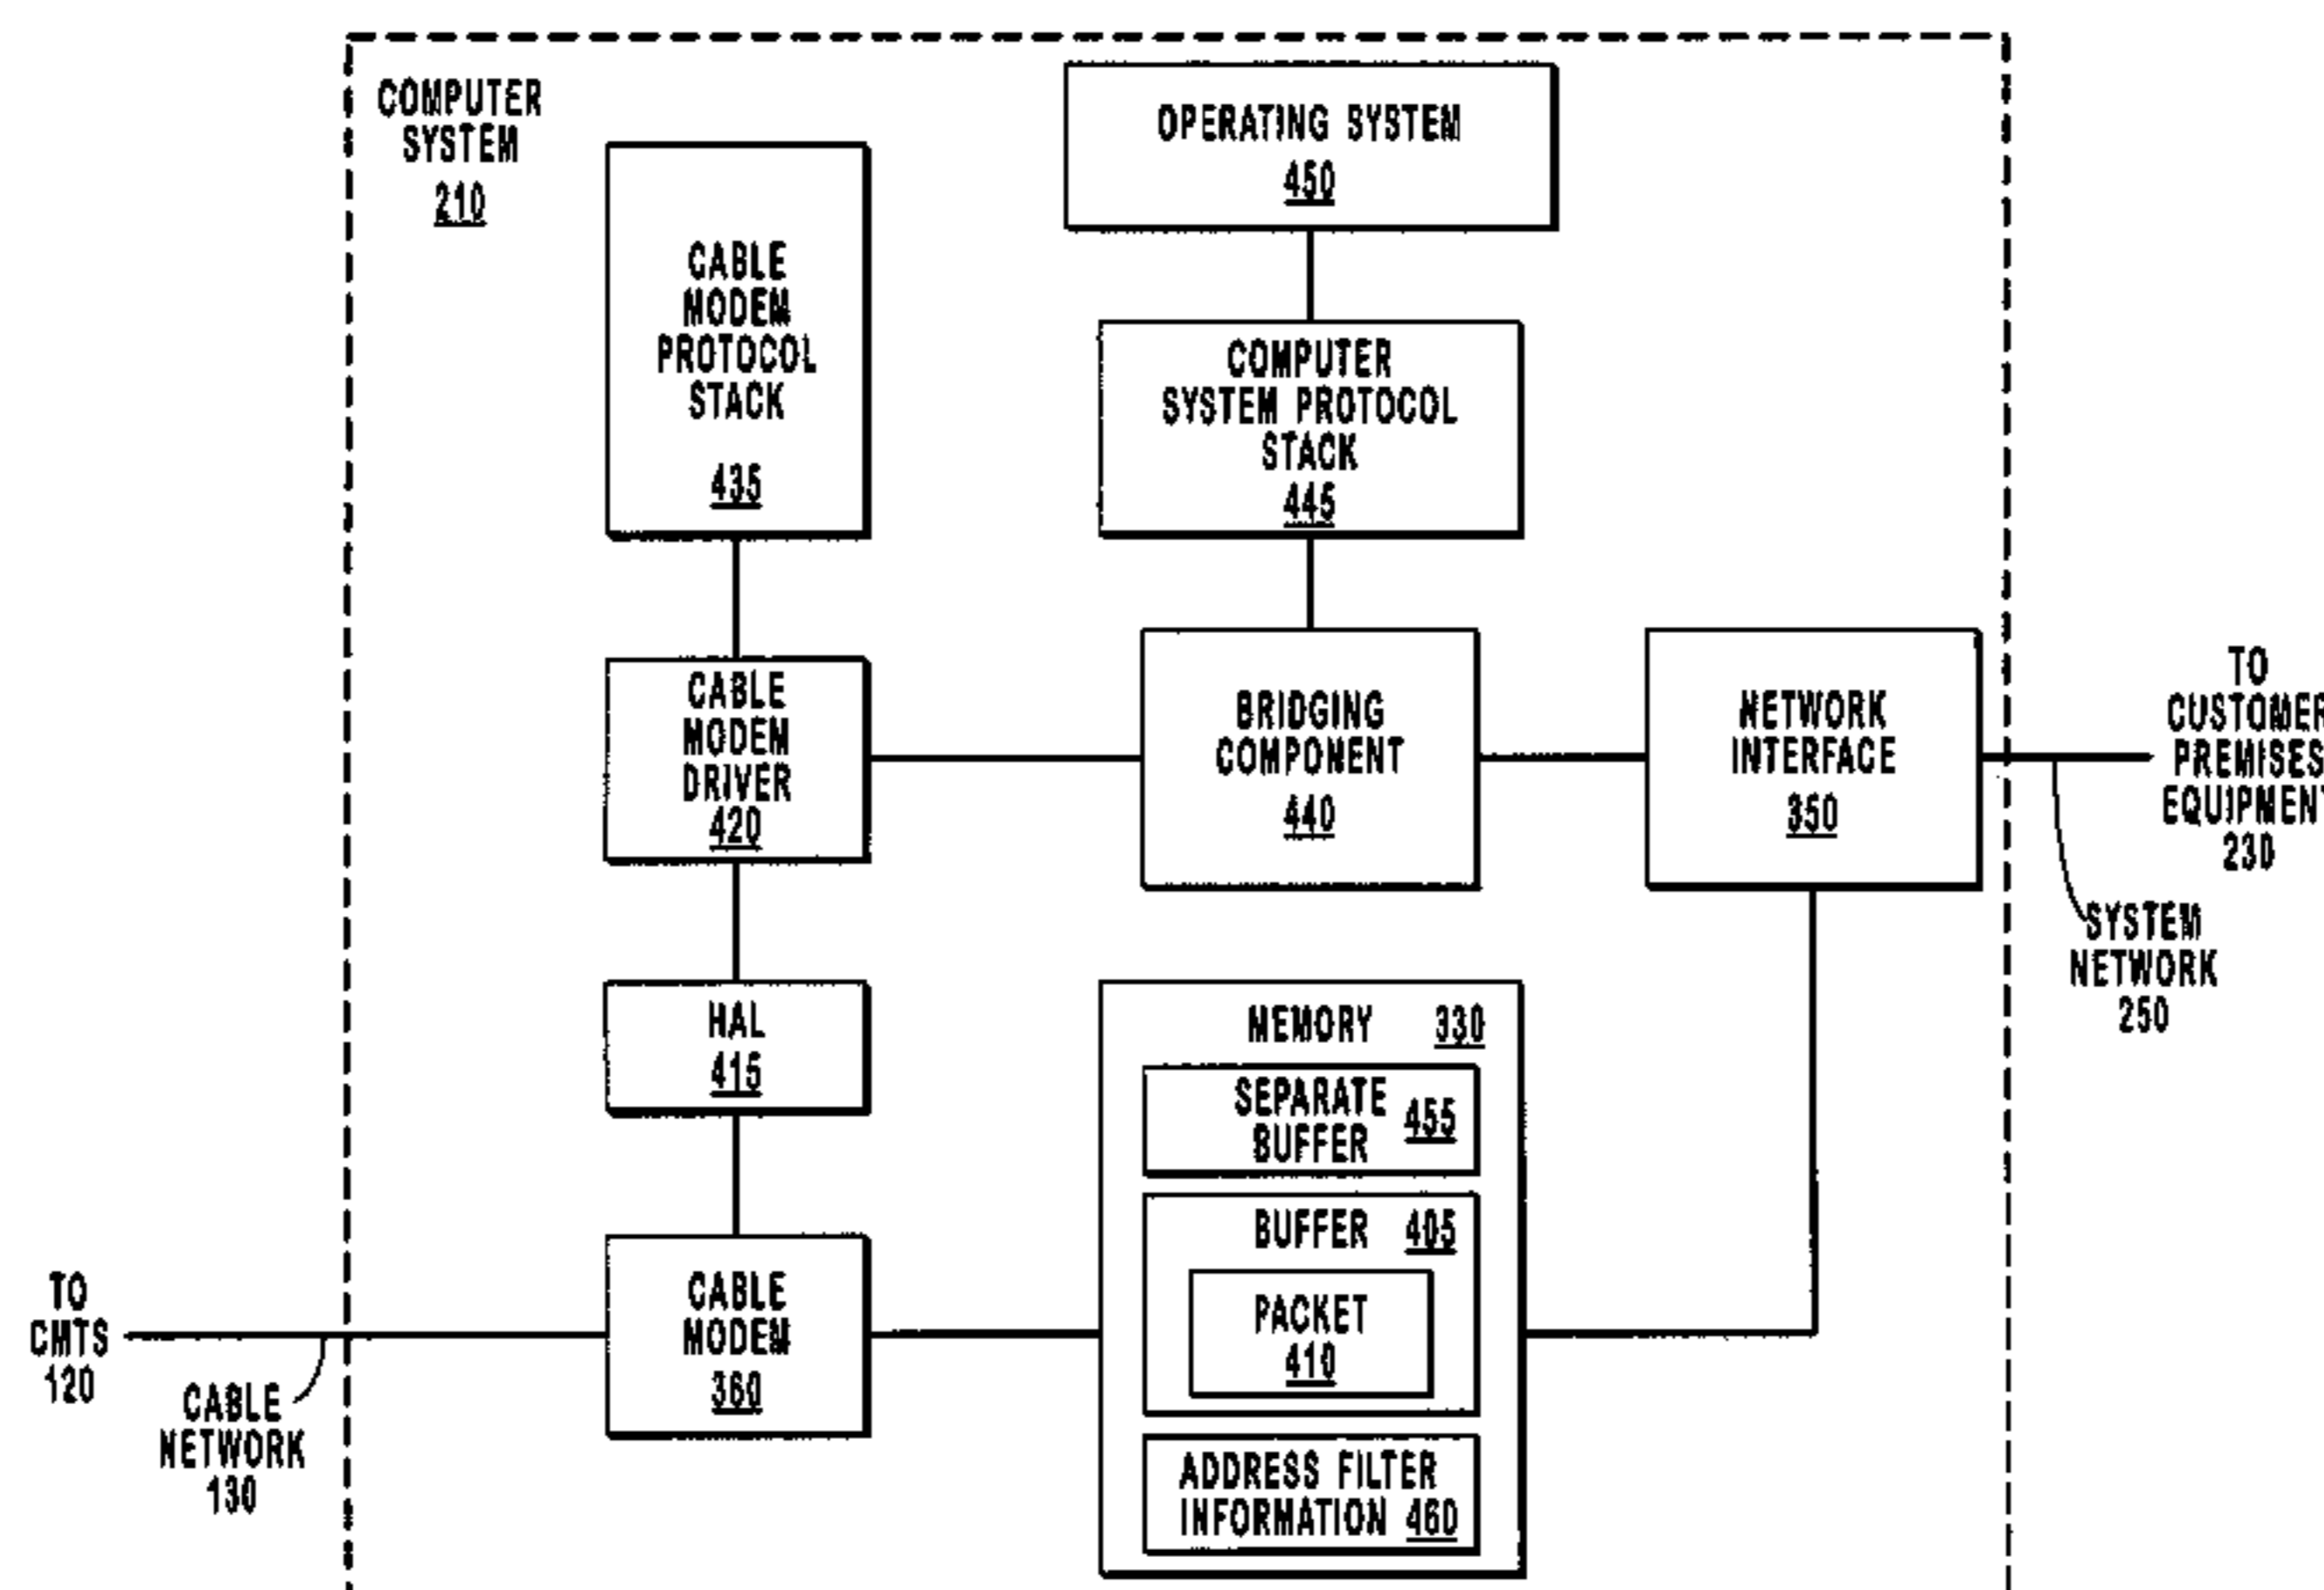 COMPUTER
SYSTEM
210
OPERATING SYSTEM
450
CABLE
MODEM
PROTOCOL
STACK
435
COMPUTER
SYSTEM PROTOCOL
STACK
445
CABLE
MODEM
DRIVER
420
BRIDGING
COMPONENT
440
NETWORK
INTERFACE
350
TO
CUSTOMER
PREMISES
EQUIPMENT
230
SYSTEM
NETWORK
250
HAL
415
MEMORY 330
SEPARATE
BUFFER 455
BUFFER 405
PACKET
410
ADDRESS FILTER
INFORMATION 460
CABLE
MODEM
360
TO
CMTS
120
CABLE
NETWORK
130